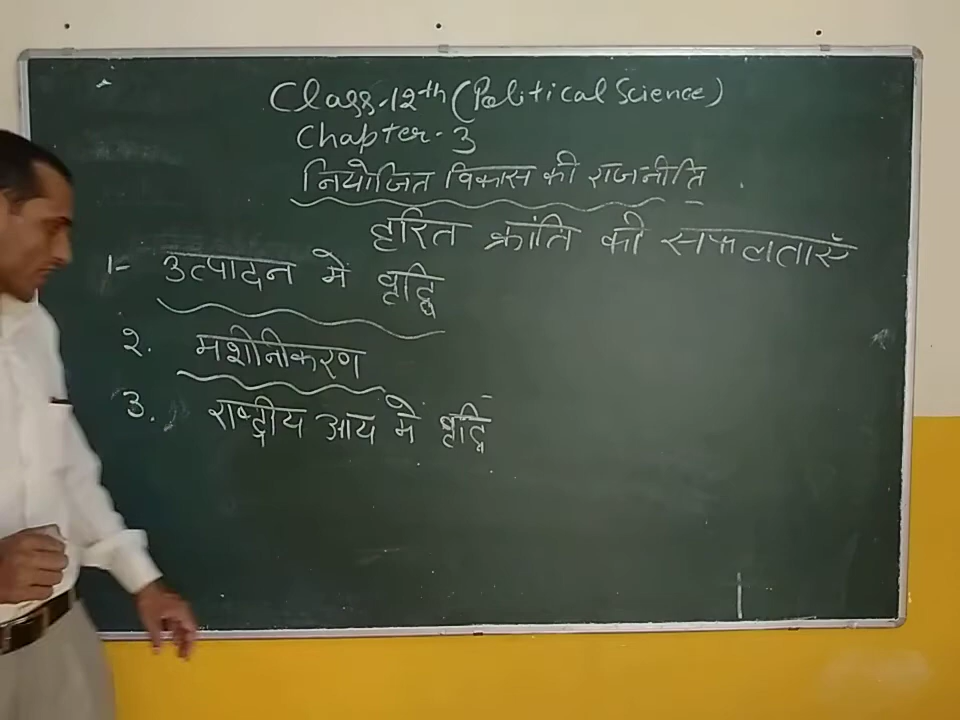 Class-12th (Political Science)
Chapter-3
नियोजित विकास की राजनीति
हरित क्रांति की सफलताएँ
1- उत्पादन में वृद्धि
2. मशीनीकरण
3. राष्ट्रीय आय में वृद्धि